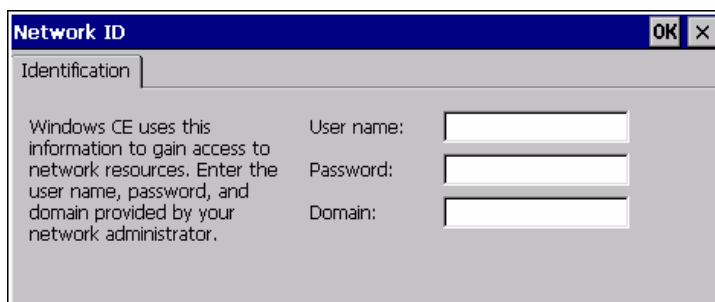 Network ID
OK ×
Identification
Windows CE uses this
information to gain access to
network resources. Enter the
user name, password, and
domain provided by your
network administrator.
User name:
Password:
Domain: